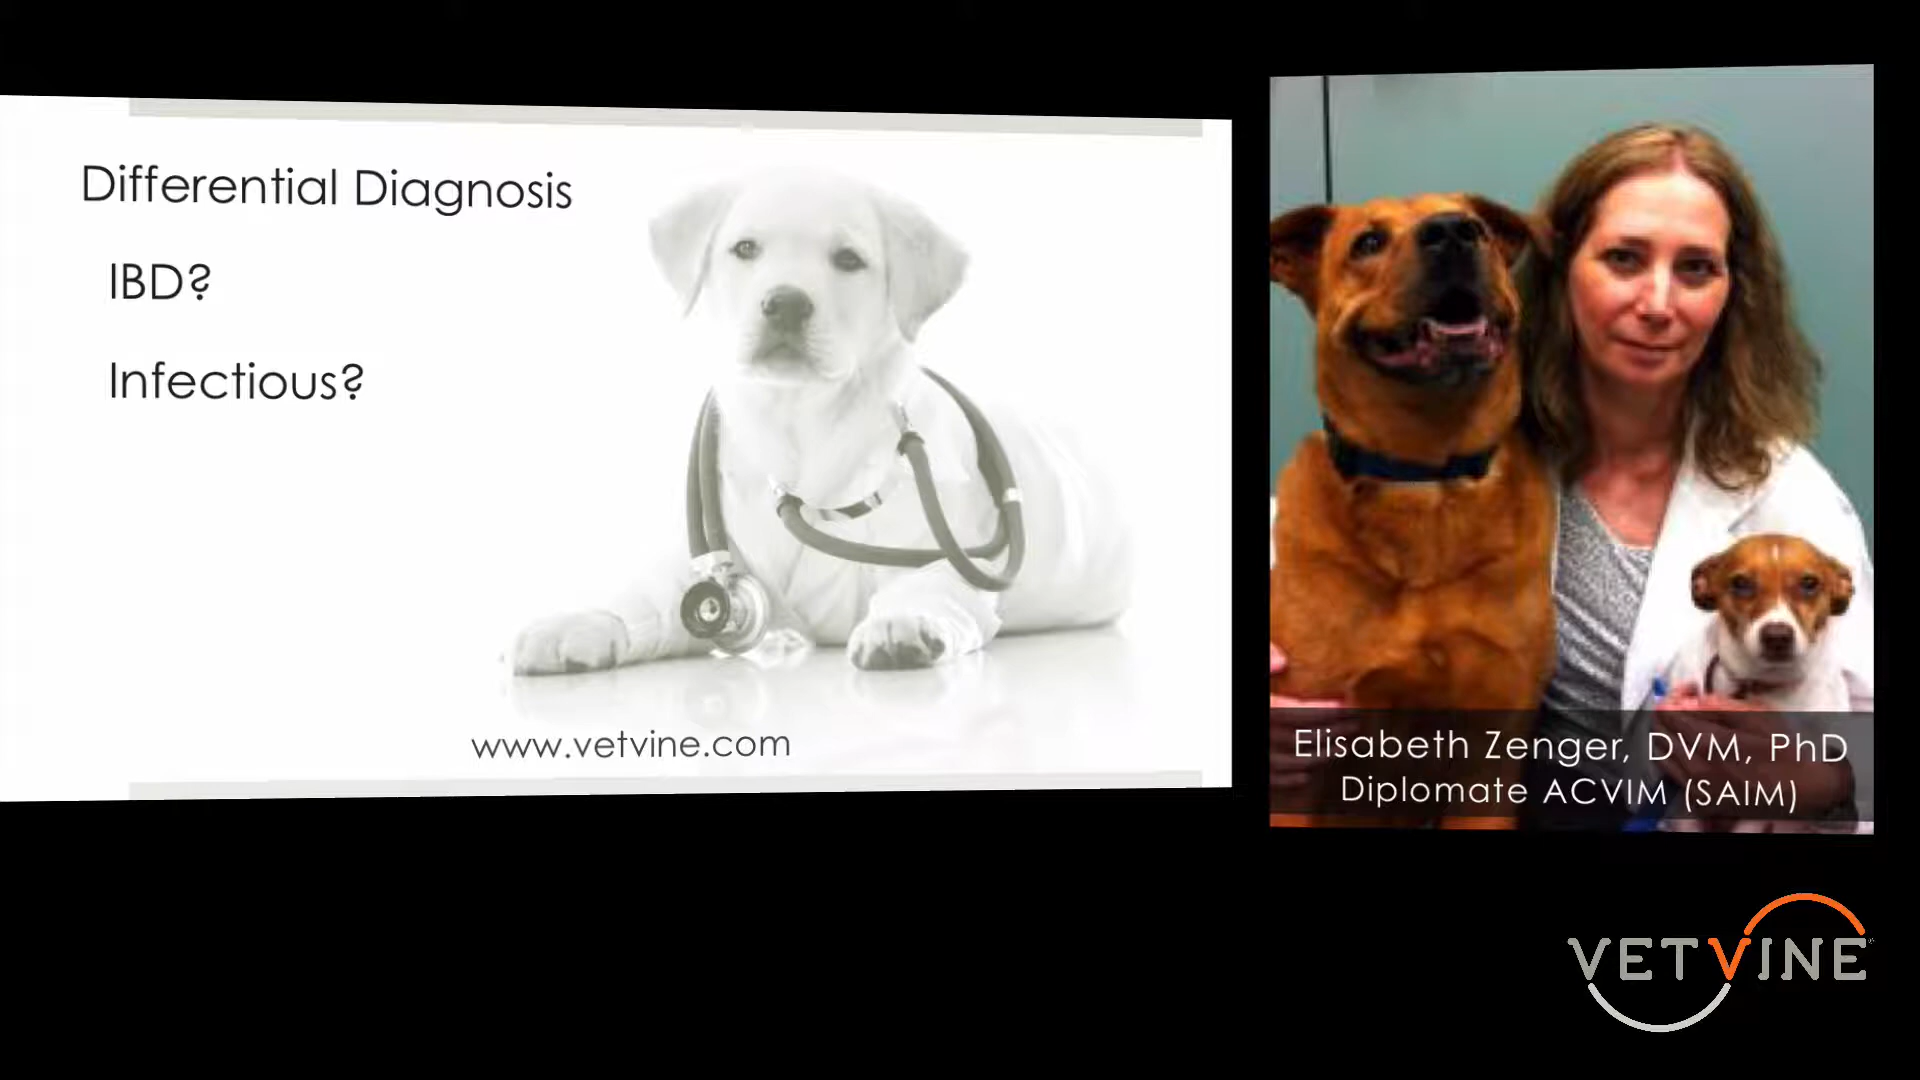 Differential Diagnosis
IBD?
Infectious?
www.vetvine.com
Elisabeth Zenger, DVM, PhD
Diplomate ACVIM (SAIM)
VETVINE